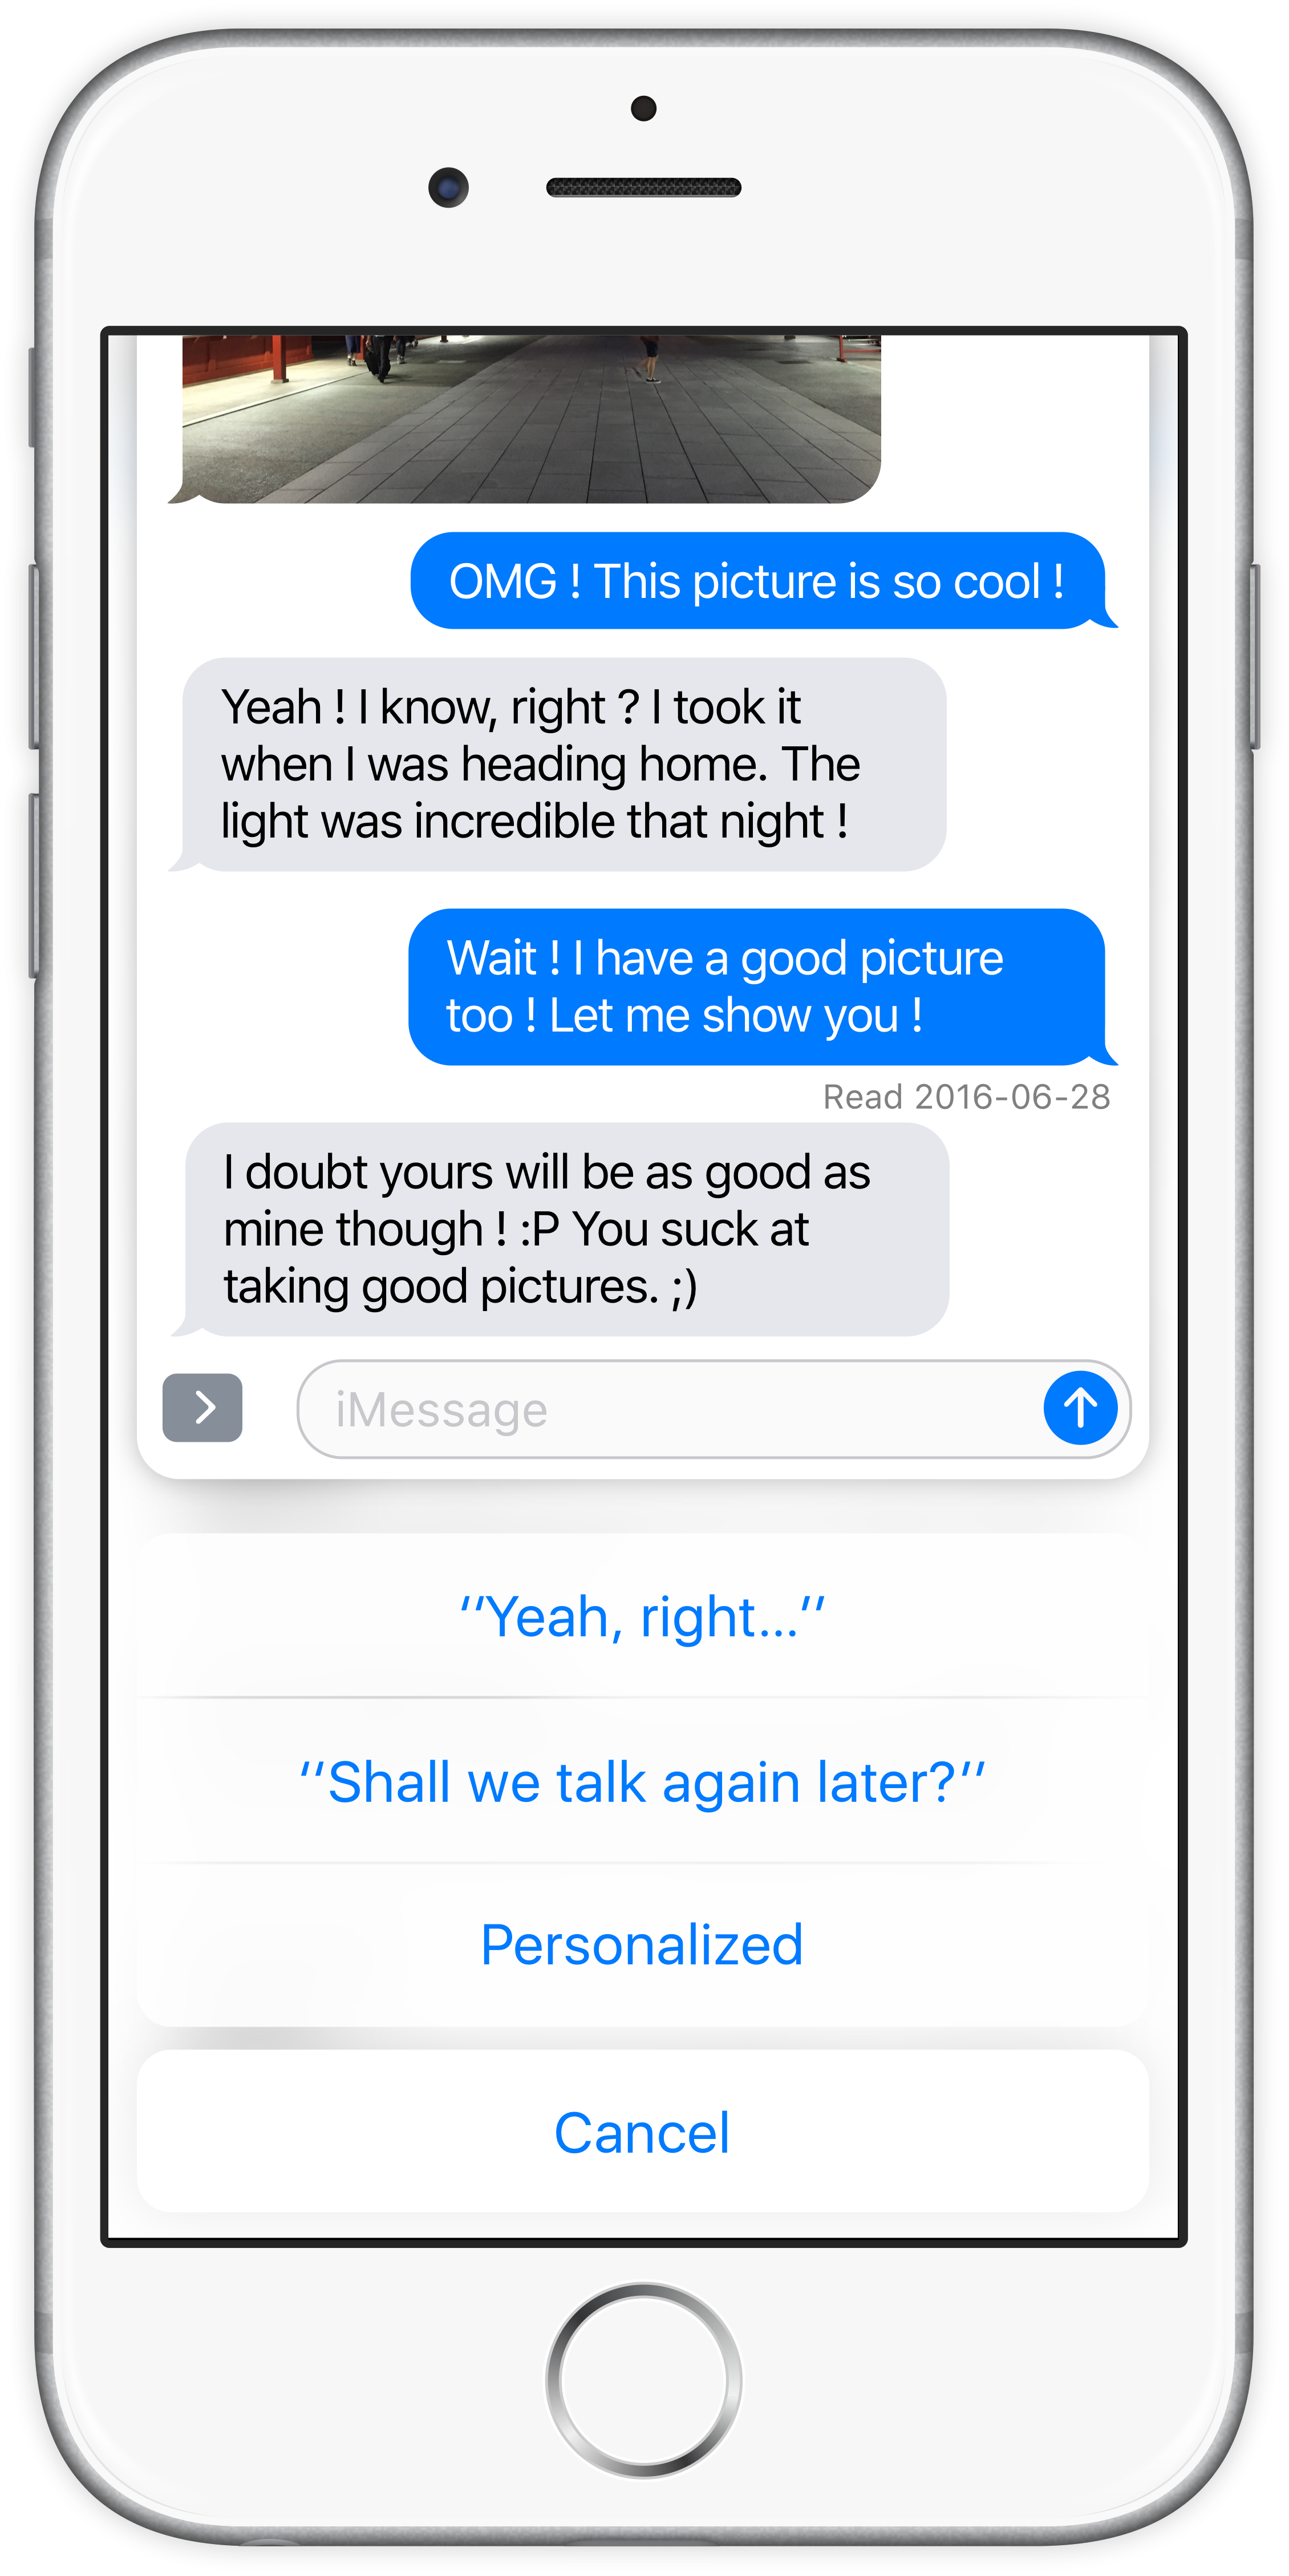 OMG ! This picture is so cool !
Yeah ! I know, right ? I took it
when I was heading home. The
light was incredible that night !
Wait ! I have a good picture
too ! Let me show you !
Read 2016-06-28
I doubt yours will be as good as
mine though ! :P You suck at
taking good pictures. ;)
iMessage
‘‘Yeah, right...’’
‘‘Shall we talk again later?’’
Personalized
Cancel